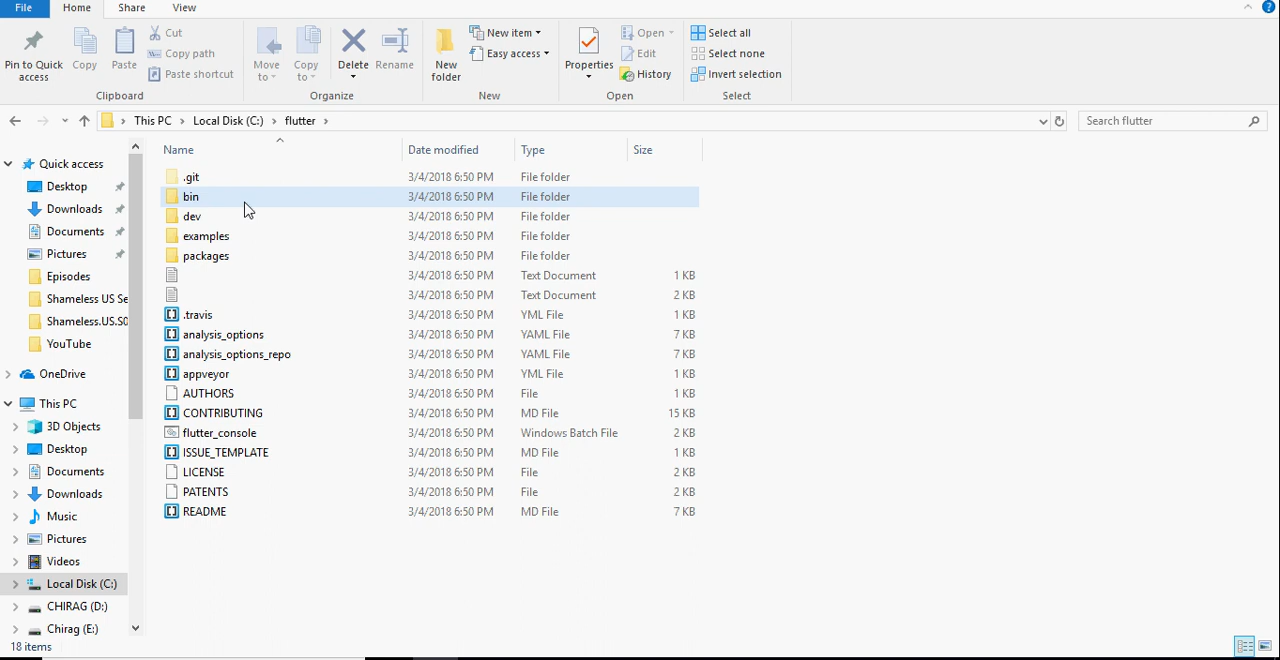 File Home Share View
Pin to Quick access
Copy
Paste
Cut
Copy path
Paste shortcut
Clipboard
Move to
Copy to
Delete
Rename
Organize
New folder
New item
Easy access
New
Properties
Open
Edit
History
Open
Select all
Select none
Invert selection
Select
This PC Local Disk (C:) flutter
Search flutter
Quick access
Desktop
Downloads
Documents
Pictures
Episodes
Shameless US Se
Shameless.US.S0
YouTube
OneDrive
This PC
3D Objects
Desktop
Documents
Downloads
Music
Pictures
Videos
Local Disk (C:)
CHIRAG (D:)
Chirag (E:)
Name Date modified Type Size
.git 3/4/2018 6:50 PM File folder
bin 3/4/2018 6:50 PM File folder
dev 3/4/2018 6:50 PM File folder
examples 3/4/2018 6:50 PM File folder
packages 3/4/2018 6:50 PM File folder
3/4/2018 6:50 PM Text Document 1 KB
3/4/2018 6:50 PM Text Document 2 KB
.travis 3/4/2018 6:50 PM YML File 1 KB
analysis_options 3/4/2018 6:50 PM YAML File 7 KB
analysis_options_repo 3/4/2018 6:50 PM YAML File 7 KB
appveyor 3/4/2018 6:50 PM YML File 1 KB
AUTHORS 3/4/2018 6:50 PM File 1 KB
CONTRIBUTING 3/4/2018 6:50 PM MD File 15 KB
flutter_console 3/4/2018 6:50 PM Windows Batch File 2 KB
ISSUE_TEMPLATE 3/4/2018 6:50 PM MD File 1 KB
LICENSE 3/4/2018 6:50 PM File 2 KB
PATENTS 3/4/2018 6:50 PM File 2 KB
README 3/4/2018 6:50 PM MD File 7 KB
18 items